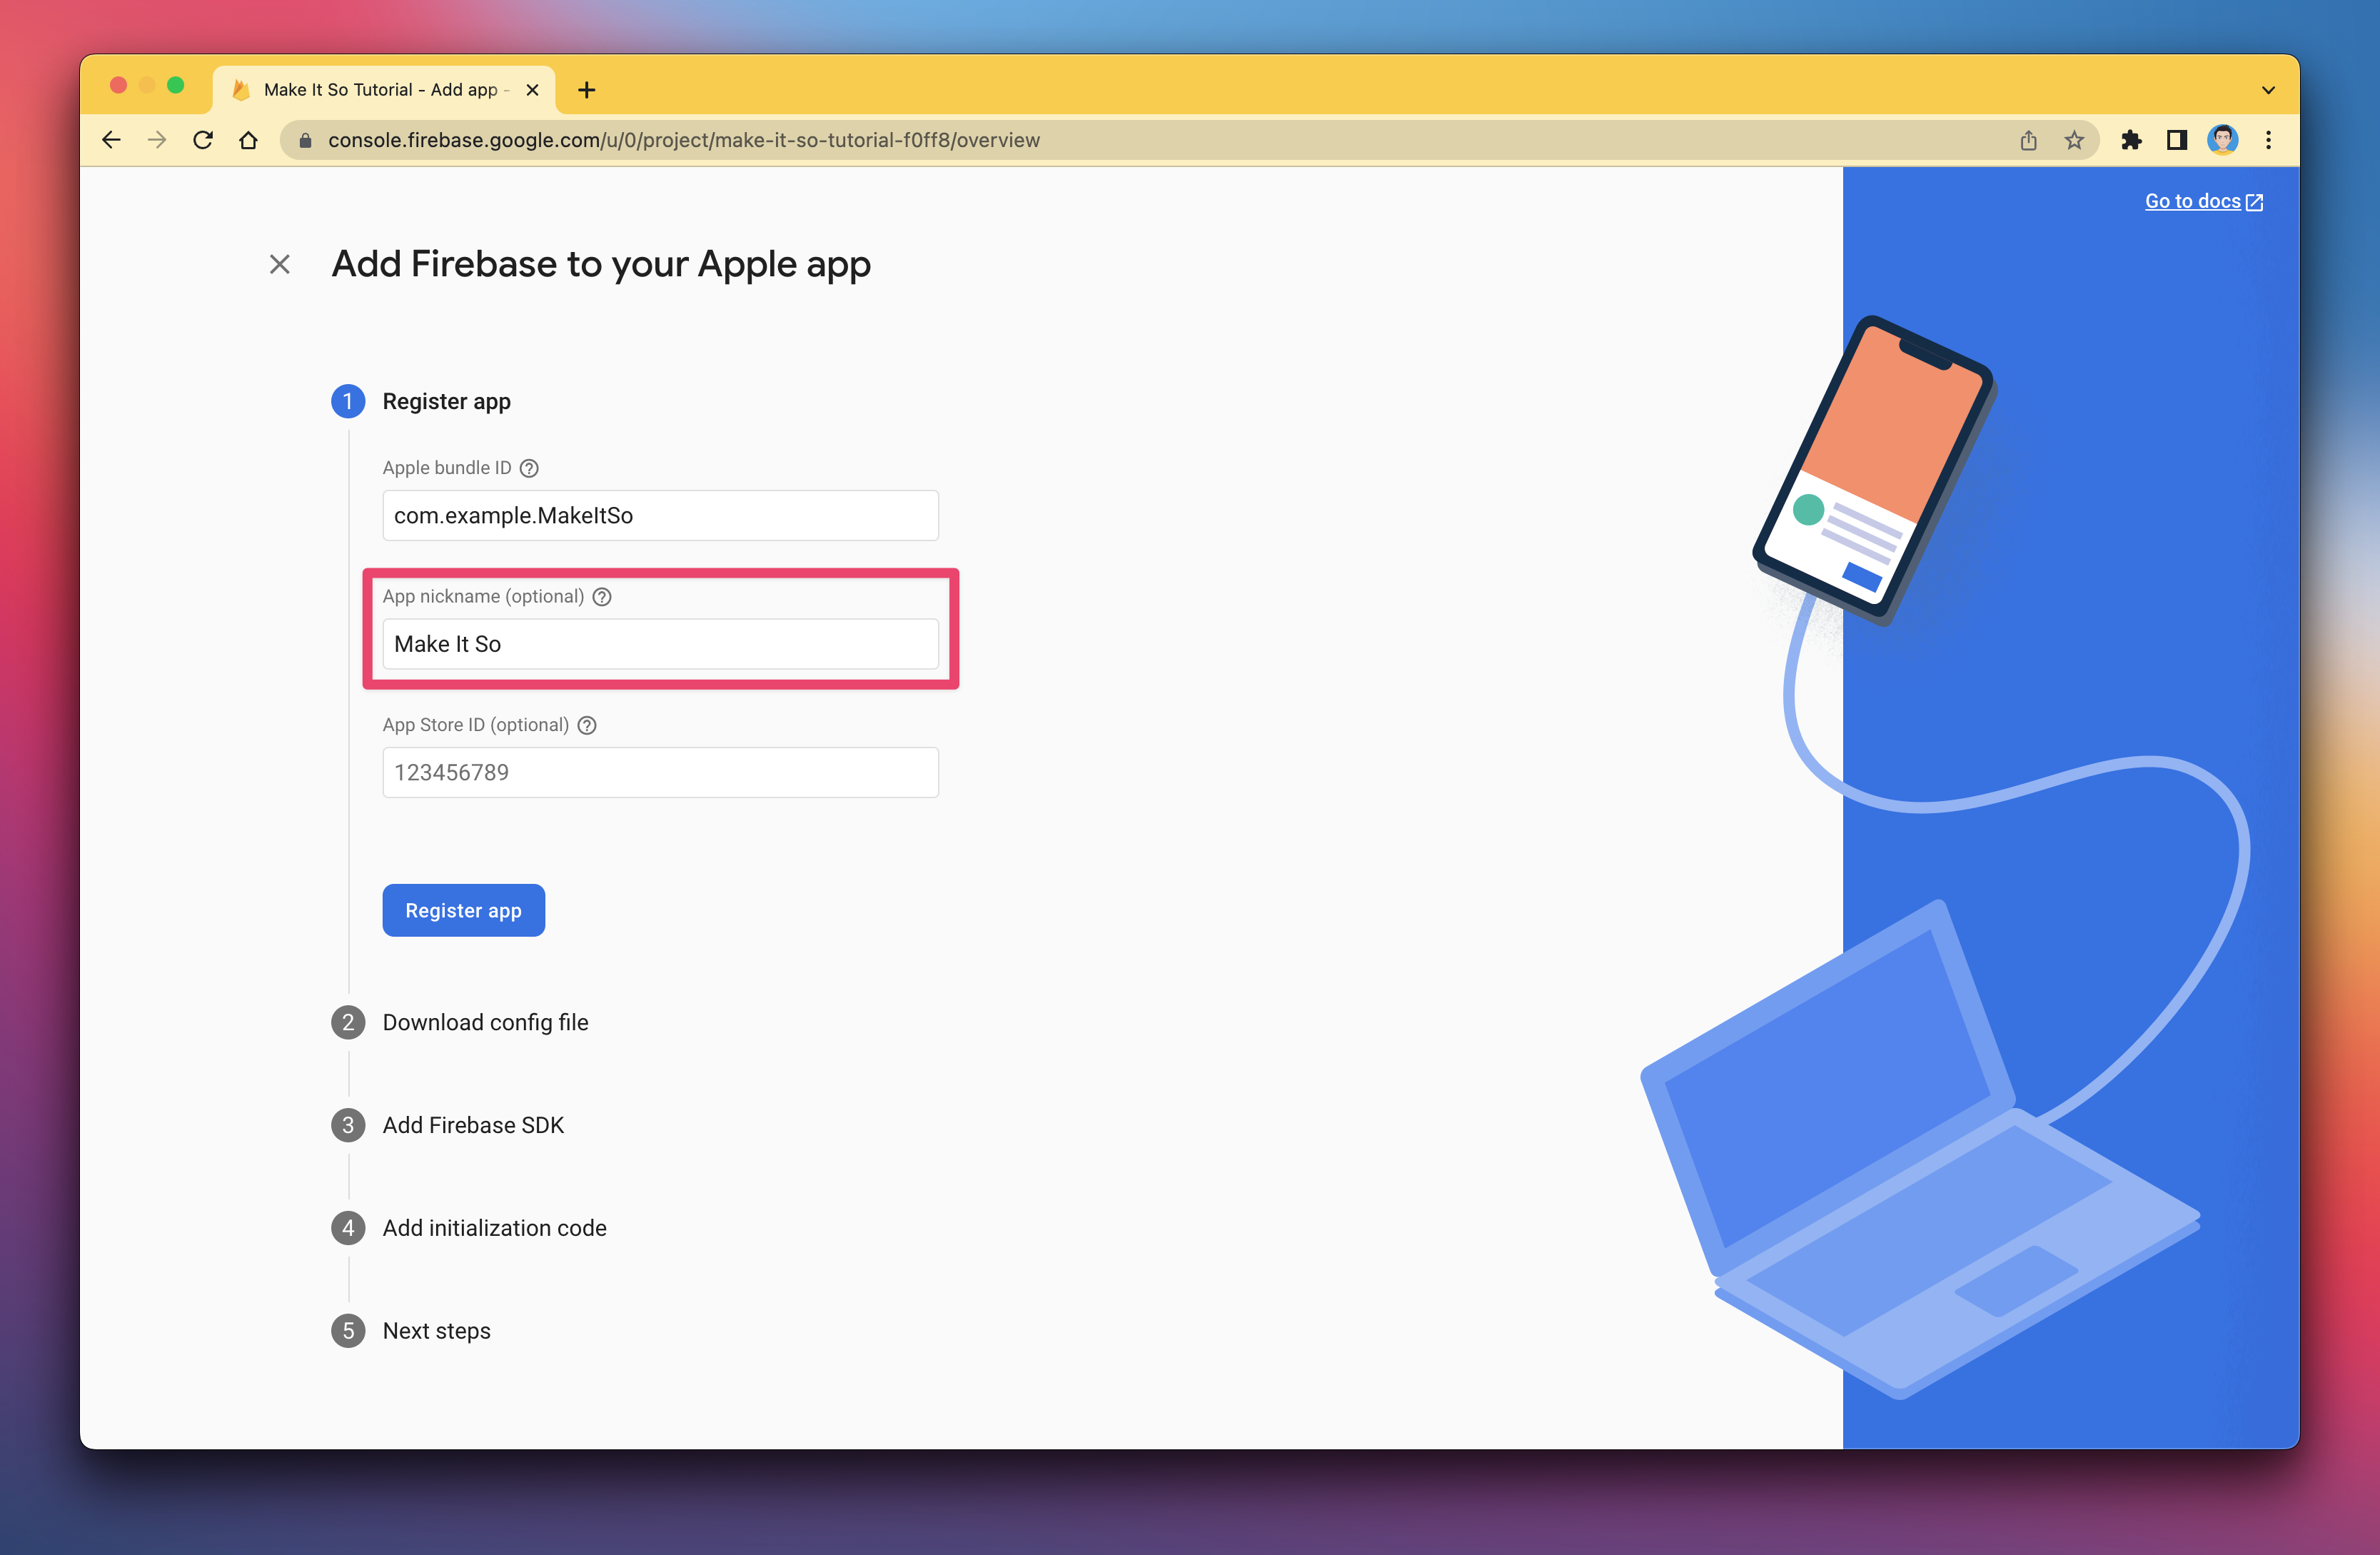 Make It So Tutorial - Add app -
console.firebase.google.com/u/0/project/make-it-so-tutorial-f0ff8/overview
Go to docs
Add Firebase to your Apple app
1 Register app
Apple bundle ID
com.example.MakeItSo
App nickname (optional)
Make It So
App Store ID (optional)
123456789
Register app
2 Download config file
3 Add Firebase SDK
4 Add initialization code
5 Next steps